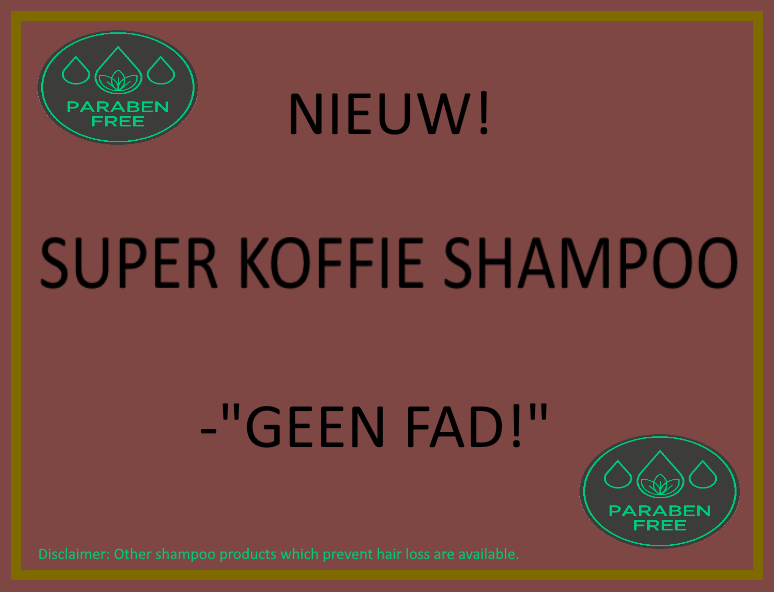 PARABEN
FREE
NIEUW!
SUPER KOFFIE SHAMPOO
-"GEEN FAD!"
PARABEN
FREE
Disclaimer: Other shampoo products which prevent hair loss are available.